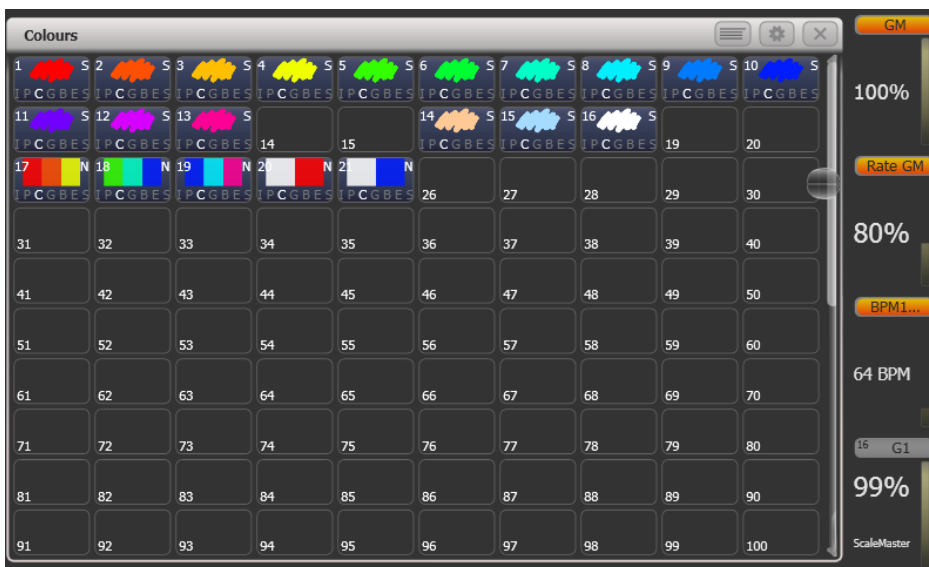 Colours
GM
1 S 2 S 3 S 4 S 5 S 6 S 7 S 8 S 9 S 10 S
IPCGBES IPCGBES IPCGBES IPCGBES IPCGBES IPCGBES IPCGBES IPCGBES IPCGBES IPCGBES
100%
11 S 12 S 13 S 14 S 15 S 16 S
IPCGBES IPCGBES IPCGBES 14 15 IPCGBES IPCGBES IPCGBES 19 20
Rate GM
17 N 18 N 19 N 20 N 21 N
IPCGBES IPCGBES IPCGBES IPCGBES IPCGBES 26 27 28 29 30
80%
31 32 33 34 35 36 37 38 39 40
41 42 43 44 45 46 47 48 49 50
BPM1...
51 52 53 54 55 56 57 58 59 60
64 BPM
61 62 63 64 65 66 67 68 69 70
71 72 73 74 75 76 77 78 79 80
16 G1
81 82 83 84 85 86 87 88 89 90
99%
91 92 93 94 95 96 97 98 99 100
ScaleMaster